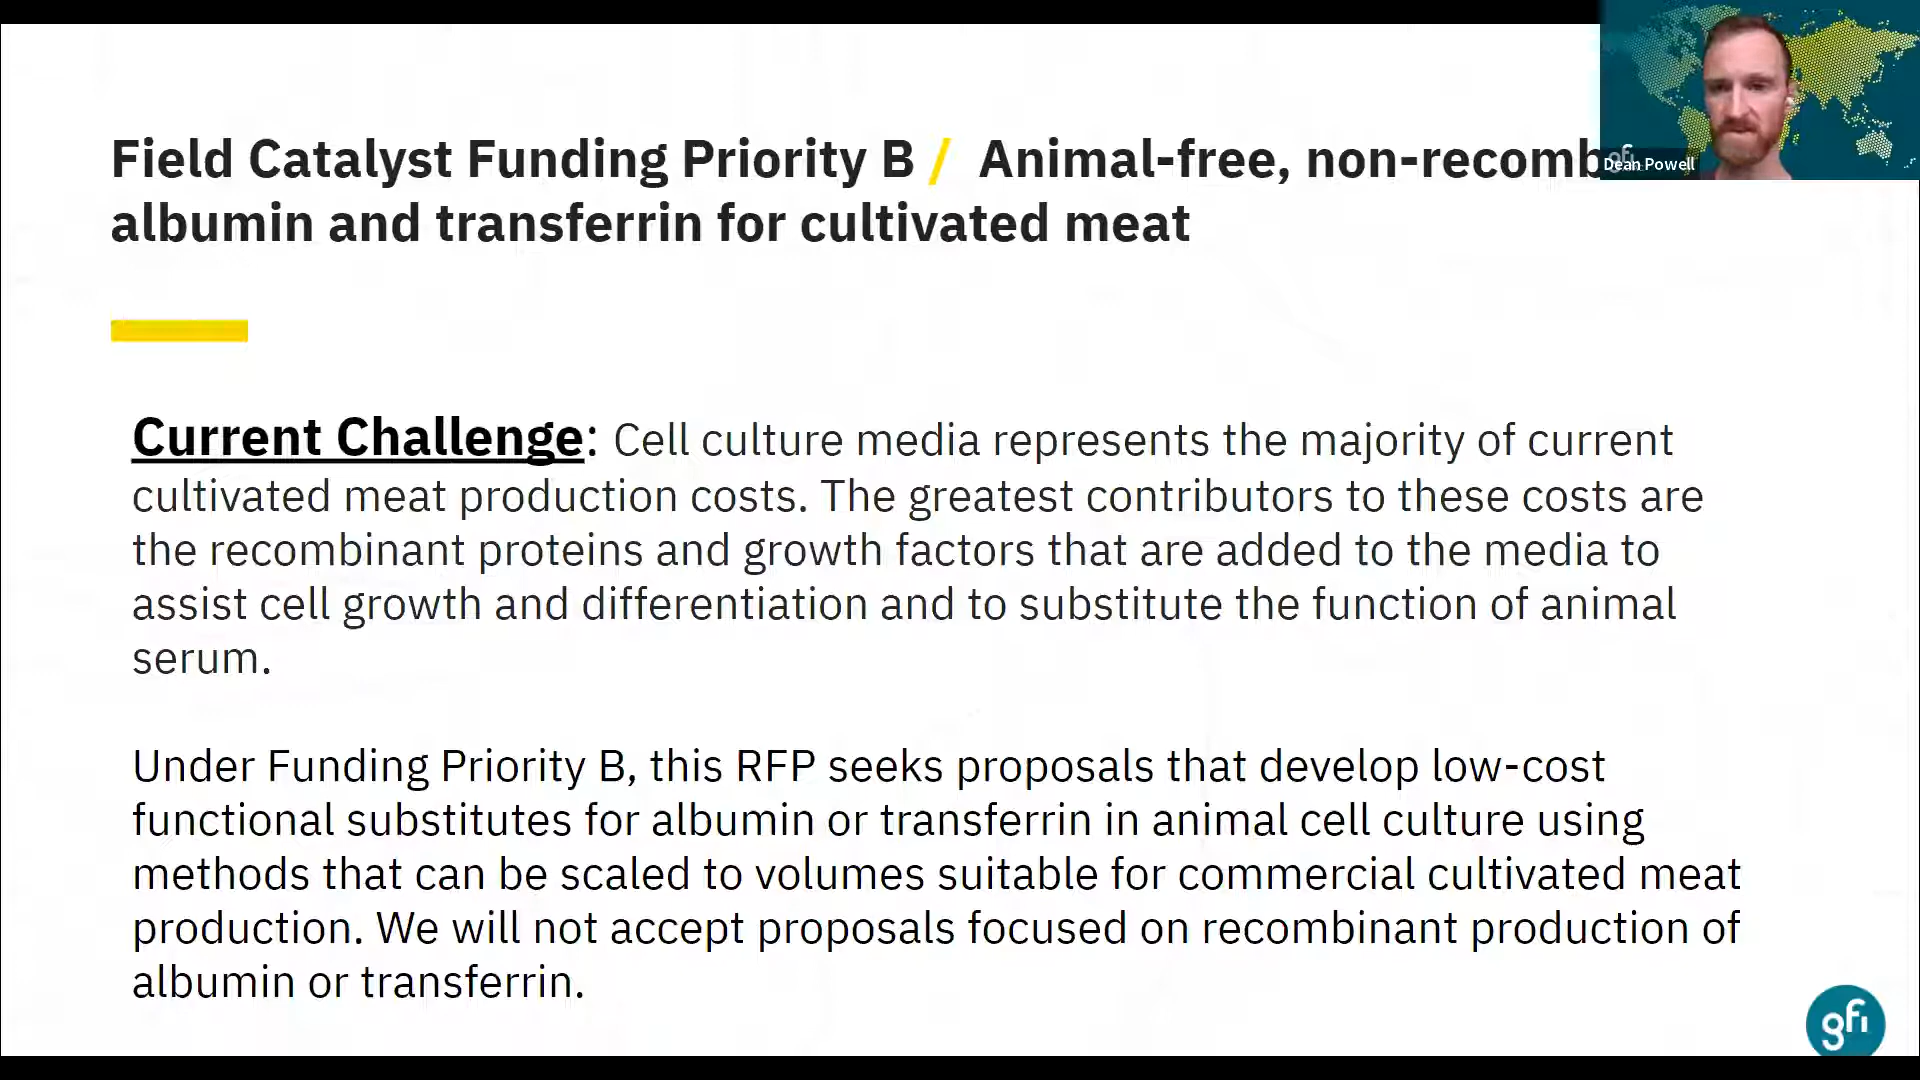 Field Catalyst Funding Priority B / Animal-free, non-recomb
albumin and transferrin for cultivated meat
gfi
Dean Powell
Current Challenge: Cell culture media represents the majority of current
cultivated meat production costs. The greatest contributors to these costs are
the recombinant proteins and growth factors that are added to the media to
assist cell growth and differentiation and to substitute the function of animal
serum.
Under Funding Priority B, this RFP seeks proposals that develop low-cost
functional substitutes for albumin or transferrin in animal cell culture using
methods that can be scaled to volumes suitable for commercial cultivated meat
production. We will not accept proposals focused on recombinant production of
albumin or transferrin.
gfi